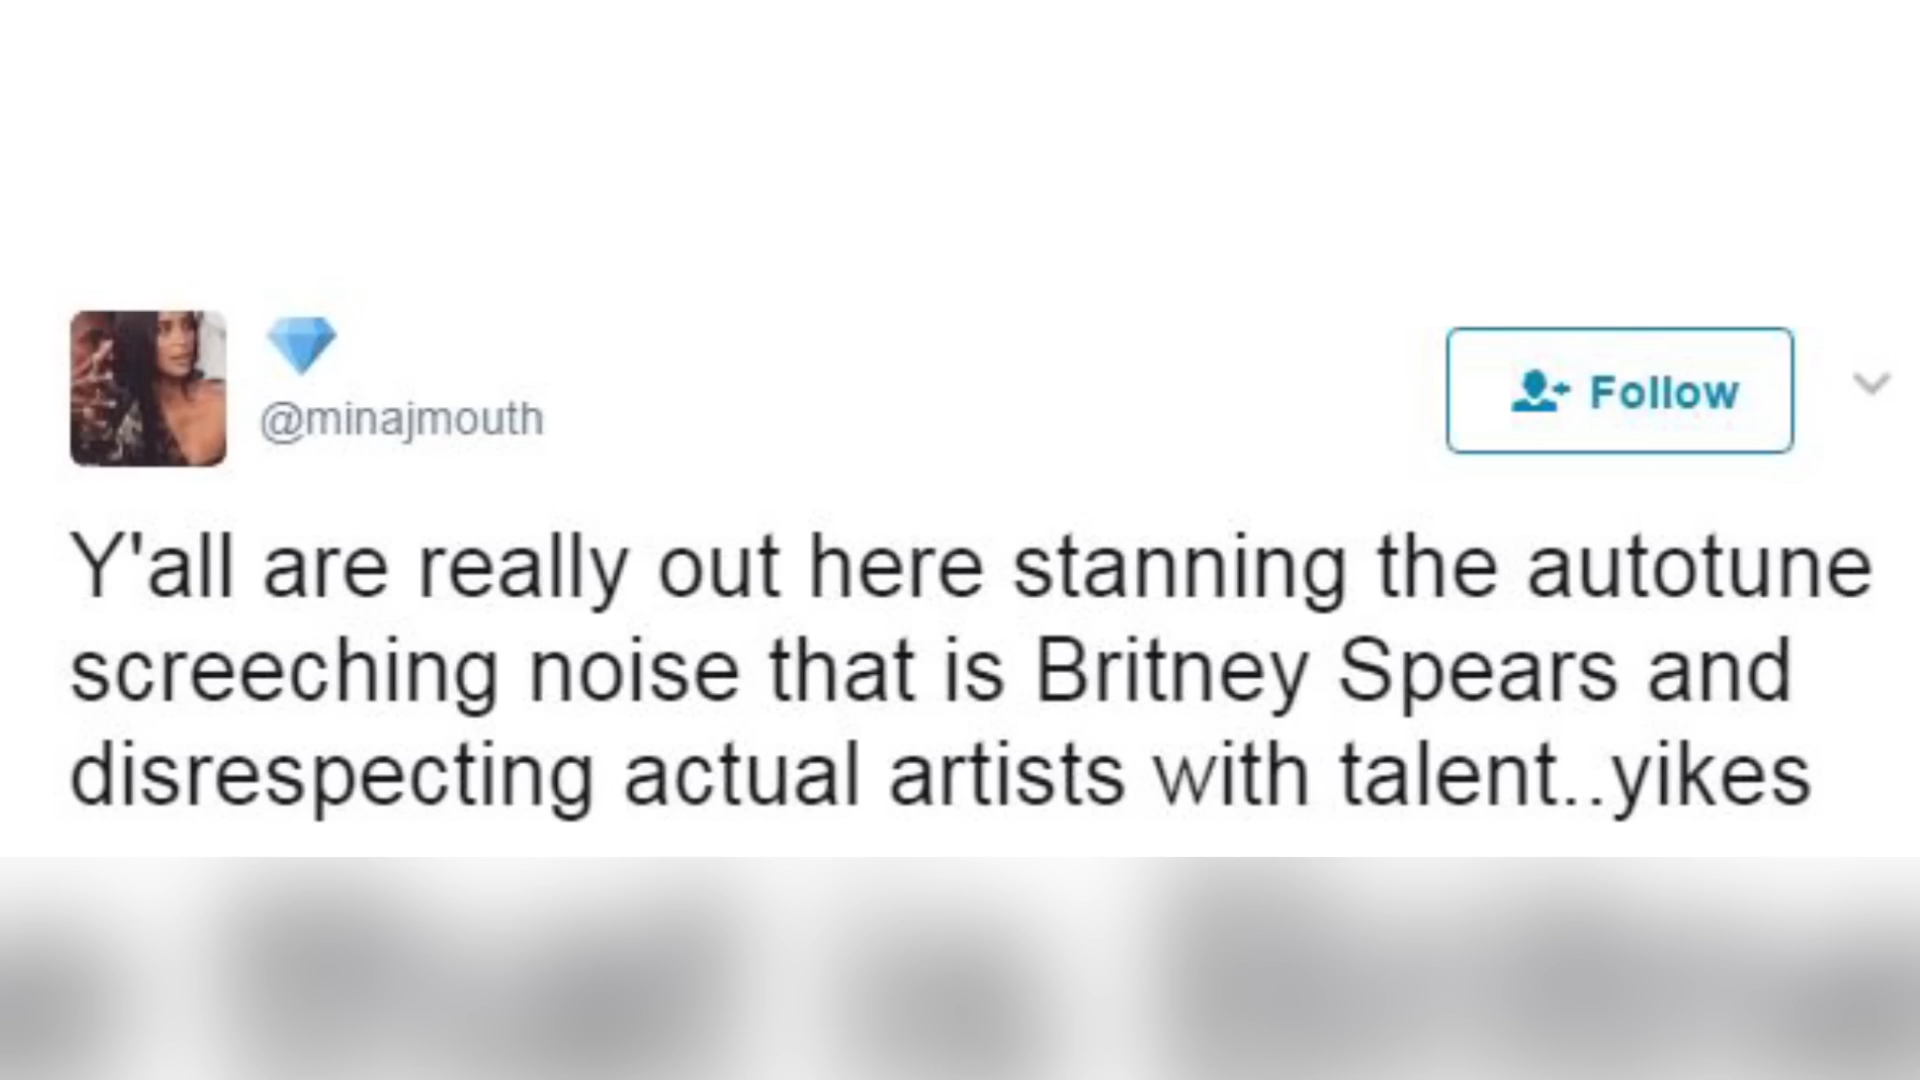 💎
@minajmouth
Follow
Y'all are really out here stanning the autotune
screeching noise that is Britney Spears and
disrespecting actual artists with talent..yikes